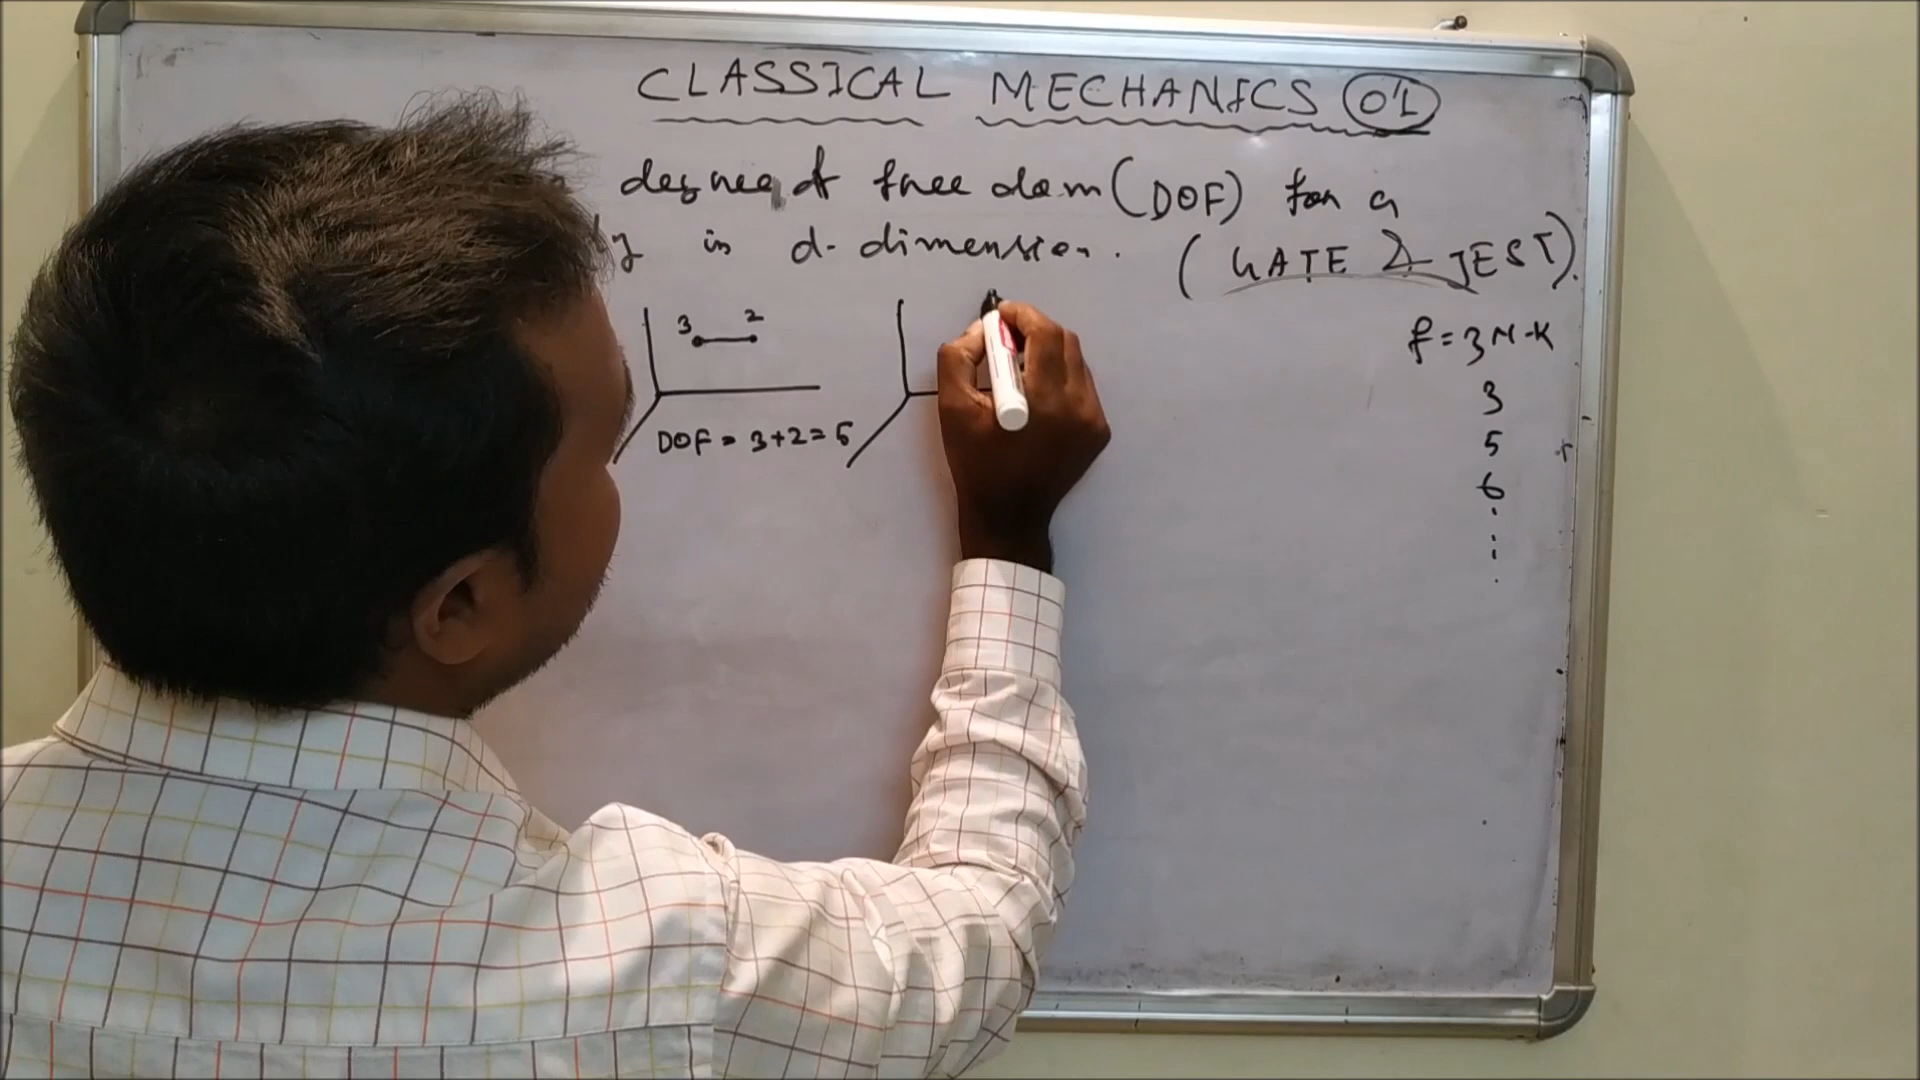 CLASSICAL MECHANICS 01
degree of freedom (DOF) for a
in d-dimension. (GATE & JEST).
3 2
DOF = 3+2=5
f=3N-K
3
5
6